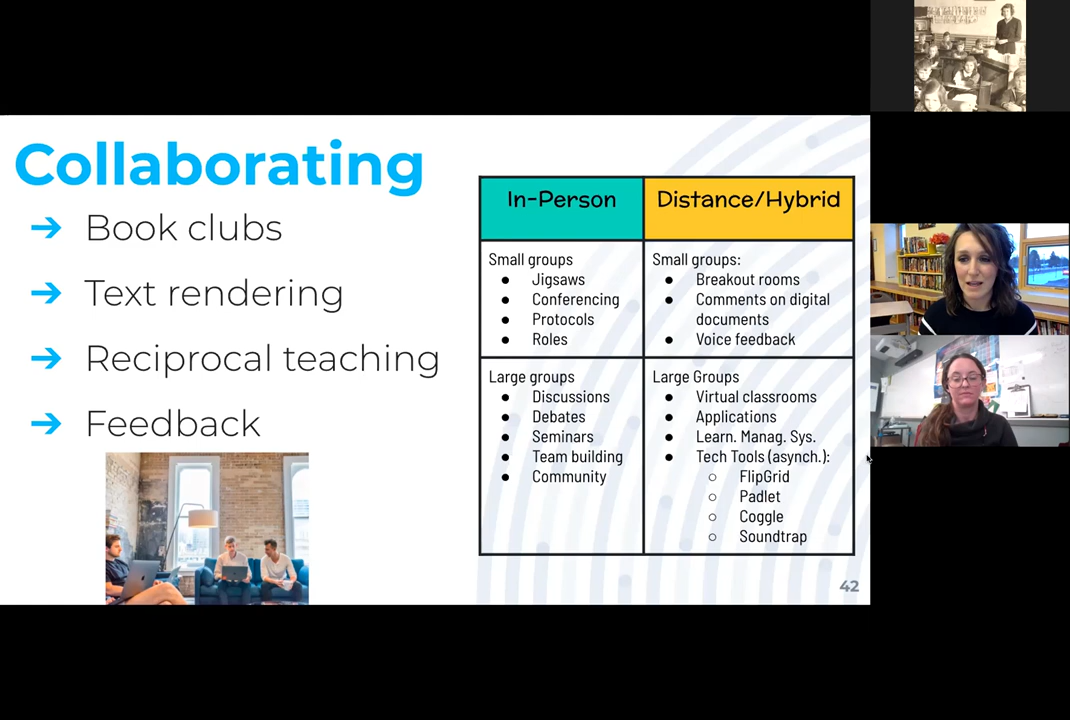 Collaborating
➔ Book clubs
➔ Text rendering
➔ Reciprocal teaching
➔ Feedback
In-Person
Distance/Hybrid
Small groups
● Jigsaws
● Conferencing
● Protocols
● Roles
Small groups:
● Breakout rooms
● Comments on digital
documents
● Voice feedback
Large groups
● Discussions
● Debates
● Seminars
● Team building
● Community
Large Groups
● Virtual classrooms
● Applications
● Learn. Manag. Sys.
● Tech Tools (asynch.):
○ FlipGrid
○ Padlet
○ Coggle
○ Soundtrap
42